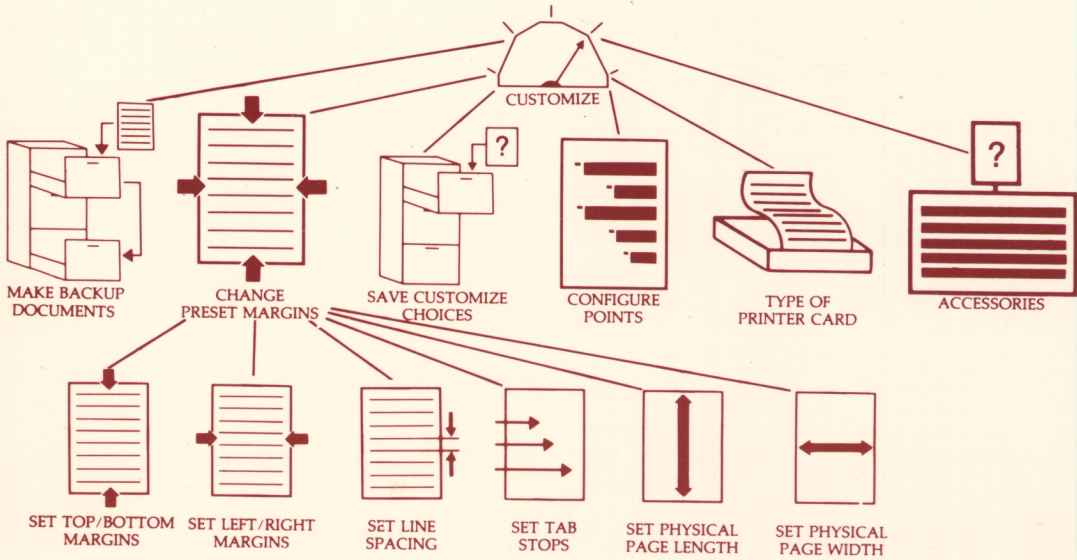 CUSTOMIZE
?
?
MAKE BACKUP
DOCUMENTS
CHANGE
PRESET MARGINS
SAVE CUSTOMIZE
CHOICES
CONFIGURE
POINTS
TYPE OF
PRINTER CARD
ACCESSORIES
SET TOP/BOTTOM
MARGINS
SET LEFT/RIGHT
MARGINS
SET LINE
SPACING
SET TAB
STOPS
SET PHYSICAL
PAGE LENGTH
SET PHYSICAL
PAGE WIDTH